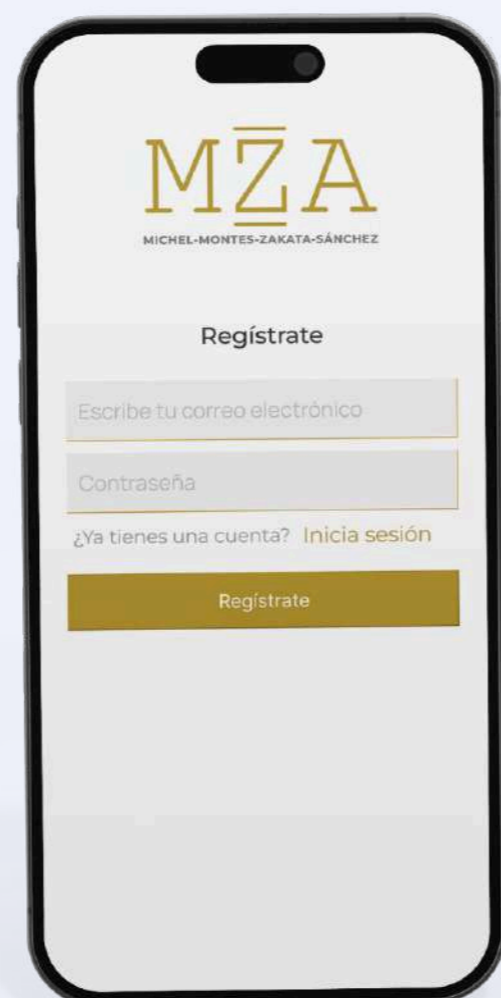 MZA
MICHEL-MONTES-ZAKATA-SÁNCHEZ
Regístrate
Escribe tu correo electrónico
Contraseña
¿Ya tienes una cuenta? Inicia sesión
Regístrate